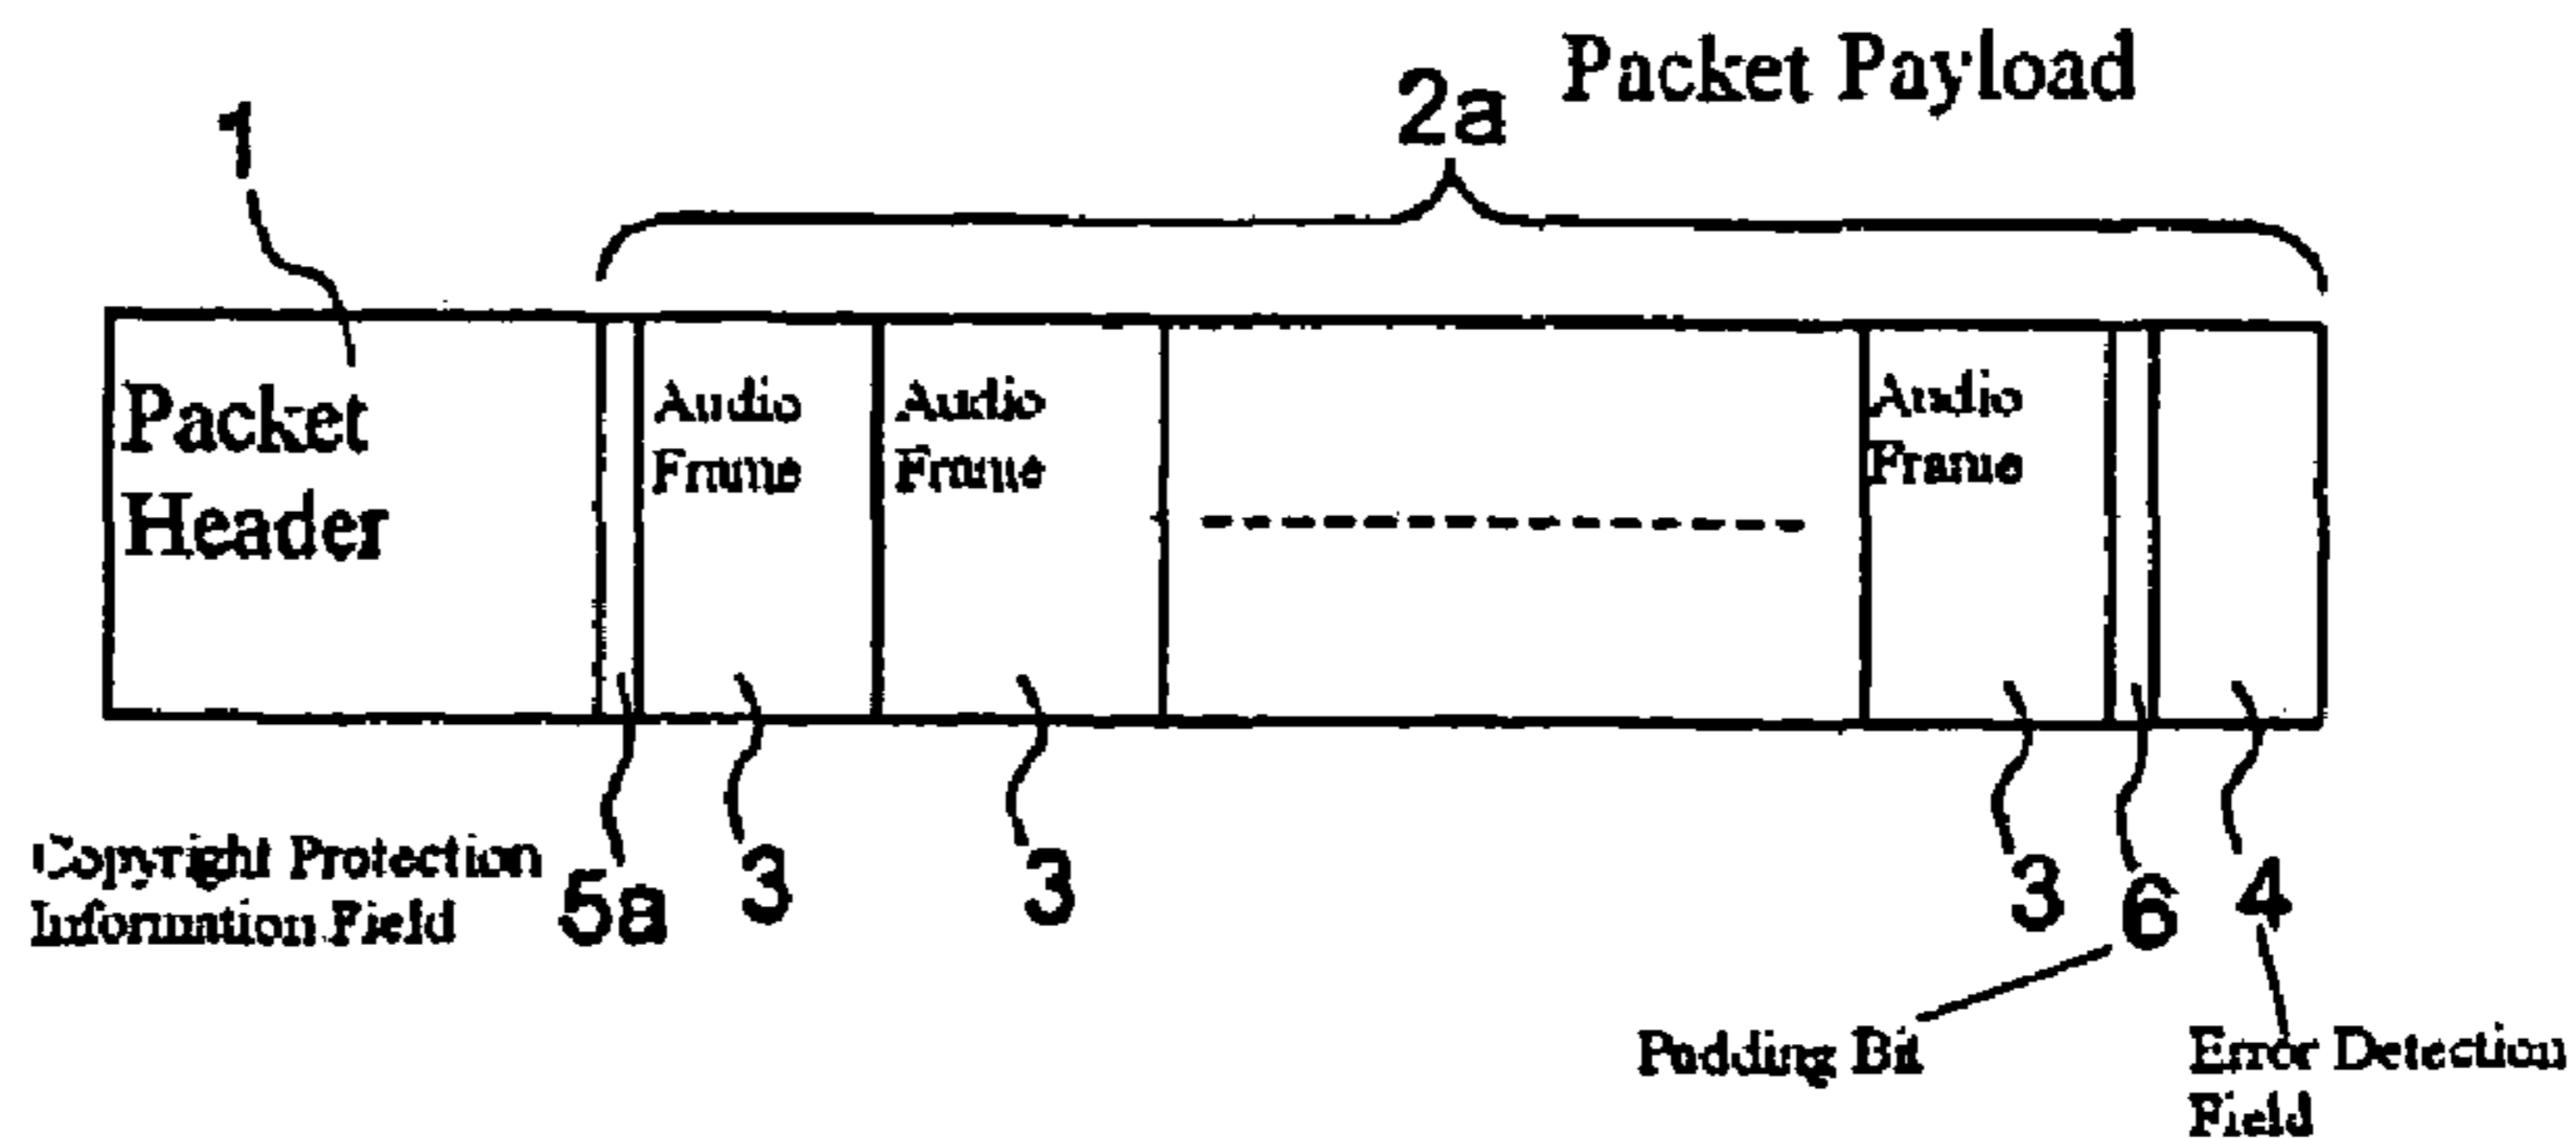 Packet Payload
2a
1
Packet
Header
Audio
Frame
Audio
Frame
Audio
Frame
Copyright Protection
Information Field
5a
3
3
3
6
4
Padding Bit
Error Detection
Field